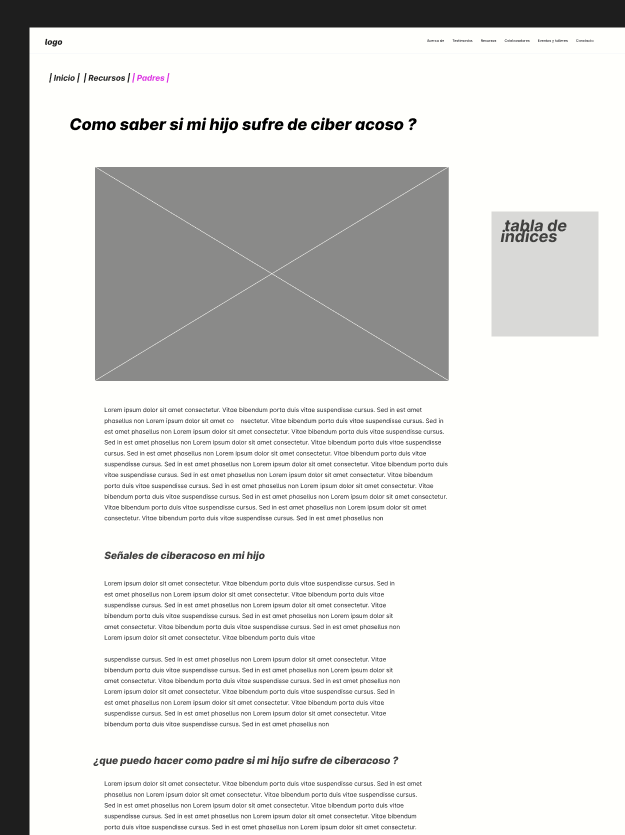 logo
Acerca de Testimonios Recursos Colaboradores Eventos y talleres Conctacto
| Inicio | | Recursos | | Padres |
Como saber si mi hijo sufre de ciber acoso ?
tabla de
índices
Lorem ipsum dolor sit amet consectetur. Vitae bibendum porta duis vitae suspendisse cursus. Sed in est amet
phasellus non Lorem ipsum dolor sit amet co nsectetur. Vitae bibendum porta duis vitae suspendisse cursus. Sed in
est amet phasellus non Lorem ipsum dolor sit amet consectetur. Vitae bibendum porta duis vitae suspendisse cursus.
Sed in est amet phasellus non Lorem ipsum dolor sit amet consectetur. Vitae bibendum porta duis vitae suspendisse
cursus. Sed in est amet phasellus non Lorem ipsum dolor sit amet consectetur. Vitae bibendum porta duis vitae
suspendisse cursus. Sed in est amet phasellus non Lorem ipsum dolor sit amet consectetur. Vitae bibendum porta duis
vitae suspendisse cursus. Sed in est amet phasellus non Lorem ipsum dolor sit amet consectetur. Vitae bibendum
porta duis vitae suspendisse cursus. Sed in est amet phasellus non Lorem ipsum dolor sit amet consectetur. Vitae
bibendum porta duis vitae suspendisse cursus. Sed in est amet phasellus non Lorem ipsum dolor sit amet consectetur.
Vitae bibendum porta duis vitae suspendisse cursus. Sed in est amet phasellus non Lorem ipsum dolor sit amet
consectetur. Vitae bibendum porta duis vitae suspendisse cursus. Sed in est amet phasellus non
Señales de ciberacoso en mi hijo
Lorem ipsum dolor sit amet consectetur. Vitae bibendum porta duis vitae suspendisse cursus. Sed in
est amet phasellus non Lorem ipsum dolor sit amet consectetur. Vitae bibendum porta duis vitae
suspendisse cursus. Sed in est amet phasellus non Lorem ipsum dolor sit amet consectetur. Vitae
bibendum porta duis vitae suspendisse cursus. Sed in est amet phasellus non Lorem ipsum dolor sit
amet consectetur. Vitae bibendum porta duis vitae suspendisse cursus. Sed in est amet phasellus non
Lorem ipsum dolor sit amet consectetur. Vitae bibendum porta duis vitae
suspendisse cursus. Sed in est amet phasellus non Lorem ipsum dolor sit amet consectetur. Vitae
bibendum porta duis vitae suspendisse cursus. Sed in est amet phasellus non Lorem ipsum dolor sit
amet consectetur. Vitae bibendum porta duis vitae suspendisse cursus. Sed in est amet phasellus non
Lorem ipsum dolor sit amet consectetur. Vitae bibendum porta duis vitae suspendisse cursus. Sed in
est amet phasellus non Lorem ipsum dolor sit amet consectetur. Vitae bibendum porta duis vitae
suspendisse cursus. Sed in est amet phasellus non Lorem ipsum dolor sit amet consectetur. Vitae
bibendum porta duis vitae suspendisse cursus. Sed in est amet phasellus non
¿que puedo hacer como padre si mi hijo sufre de ciberacoso ?
Lorem ipsum dolor sit amet consectetur. Vitae bibendum porta duis vitae suspendisse cursus. Sed in est amet
phasellus non Lorem ipsum dolor sit amet consectetur. Vitae bibendum porta duis vitae suspendisse cursus.
Sed in est amet phasellus non Lorem ipsum dolor sit amet consectetur. Vitae bibendum porta duis vitae
suspendisse cursus. Sed in est amet phasellus non Lorem ipsum dolor sit amet consectetur. Vitae bibendum
porta duis vitae suspendisse cursus. Sed in est amet phasellus non Lorem ipsum dolor sit amet consectetur.